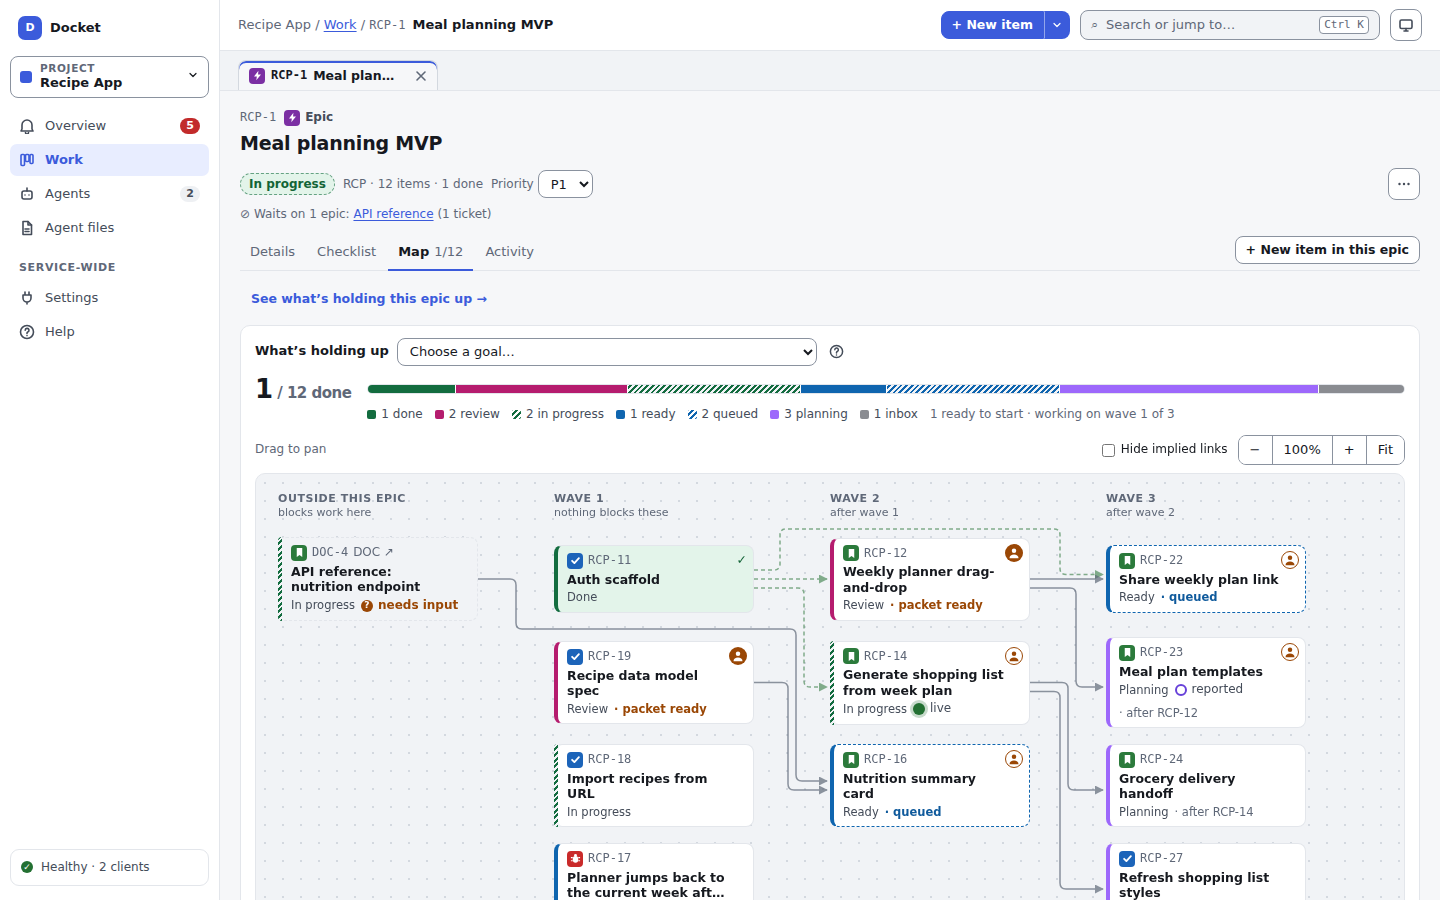 D Docket
PROJECT
Recipe App
Overview 5
Work
Agents 2
Agent files
SERVICE-WIDE
Settings
Help
Healthy · 2 clients
Recipe App / Work / RCP-1 Meal planning MVP
+ New item
Search or jump to…
Ctrl K
RCP-1 Meal plan…
RCP-1 Epic
Meal planning MVP
In progress RCP · 12 items · 1 done Priority P1
Waits on 1 epic: API reference (1 ticket)
Details Checklist Map 1/12 Activity
+ New item in this epic
See what’s holding this epic up →
What’s holding up Choose a goal…
1 / 12 done
1 done 2 review 2 in progress 1 ready 2 queued 3 planning 1 inbox 1 ready to start · working on wave 1 of 3
Drag to pan
Hide implied links − 100% + Fit
OUTSIDE THIS EPIC
blocks work here
DOC-4 DOC ↗
API reference:
nutrition endpoint
In progress ? needs input
WAVE 1
nothing blocks these
RCP-11 ✓
Auth scaffold
Done
RCP-19
Recipe data model
spec
Review · packet ready
RCP-18
Import recipes from
URL
In progress
RCP-17
Planner jumps back to
the current week aft…
WAVE 2
after wave 1
RCP-12
Weekly planner drag-
and-drop
Review · packet ready
RCP-14
Generate shopping list
from week plan
In progress live
RCP-16
Nutrition summary
card
Ready · queued
WAVE 3
after wave 2
RCP-22
Share weekly plan link
Ready · queued
RCP-23
Meal plan templates
Planning reported
· after RCP-12
RCP-24
Grocery delivery
handoff
Planning · after RCP-14
RCP-27
Refresh shopping list
styles